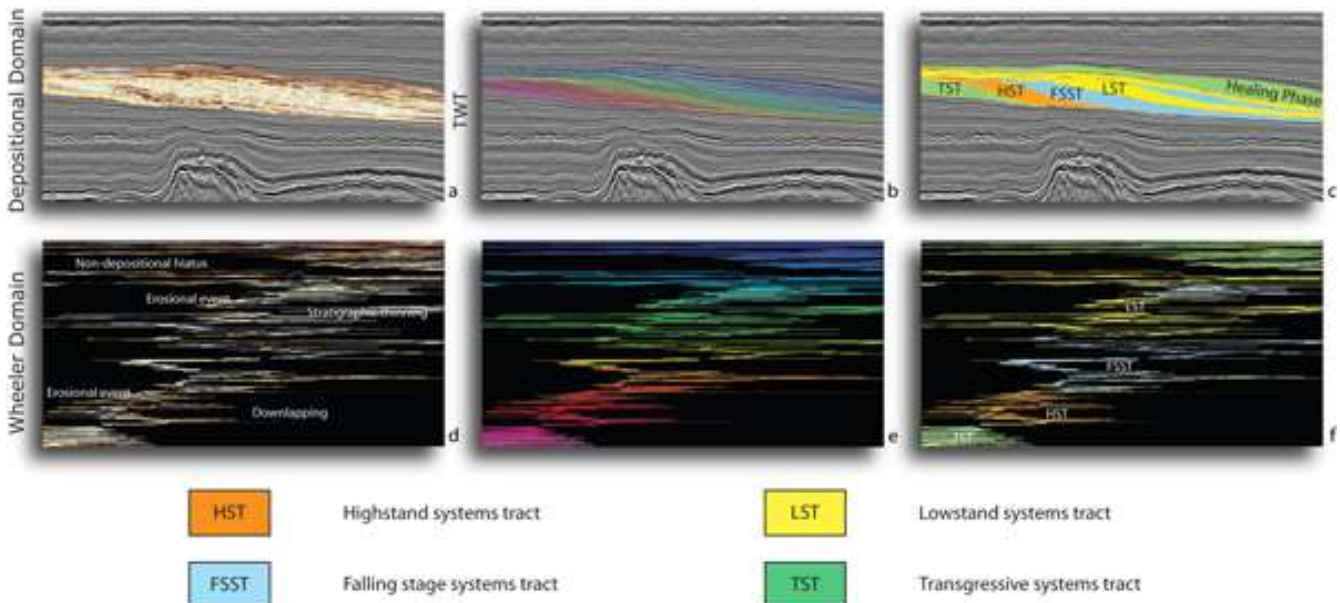 Depositional Domain
TWT
a
b
TST
HST
FSST
LST
Healing Phase
c
Wheeler Domain
Non-depositional hiatus
Erosional event
Stratigraphic thinning
Erosional event
Downlapping
d
e
LST
FSST
HST
TST
f
HST Highstand systems tract
LST Lowstand systems tract
FSST Falling stage systems tract
TST Transgressive systems tract